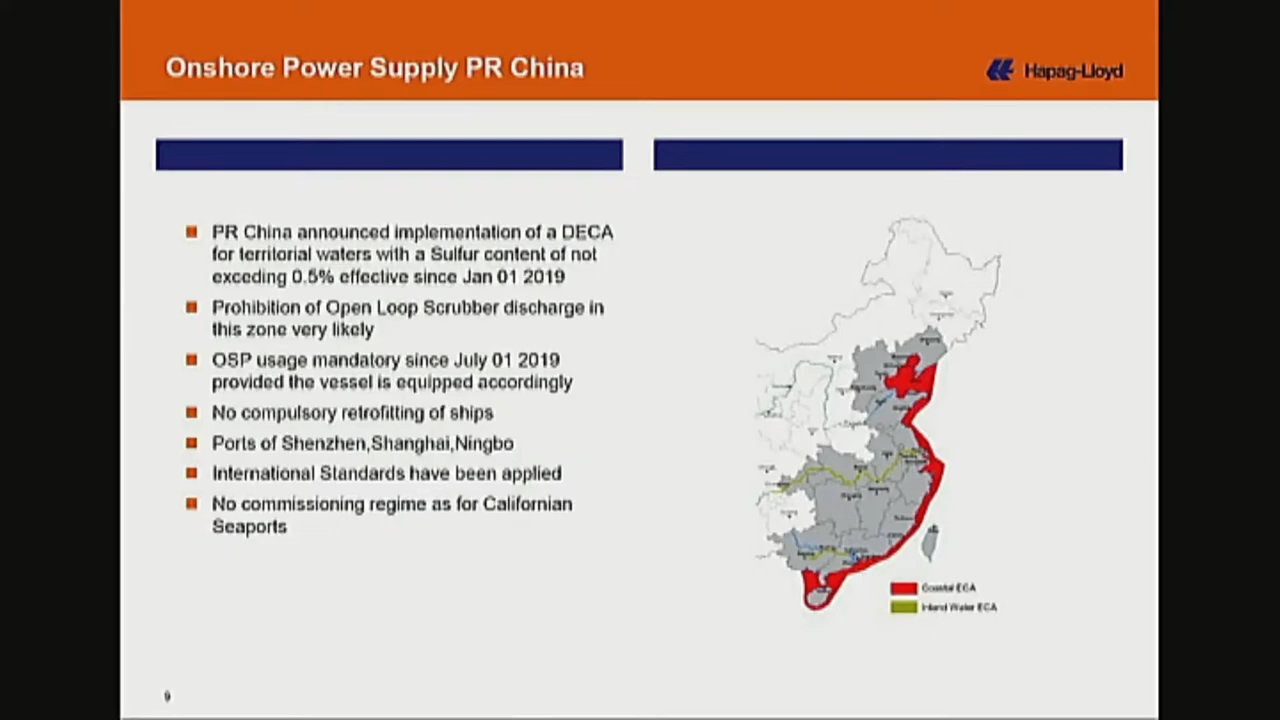 Onshore Power Supply PR China
Hapag-Lloyd
PR China announced implementation of a DECA
for territorial waters with a Sulfur content of not
exceeding 0.5% effective since Jan 01 2019
Prohibition of Open Loop Scrubber discharge in
this zone very likely
OSP usage mandatory since July 01 2019
provided the vessel is equipped accordingly
No compulsory retrofitting of ships
Ports of Shenzhen,Shanghai,Ningbo
International Standards have been applied
No commissioning regime as for Californian
Seaports
Coastal ECA
Inland Water ECA
9